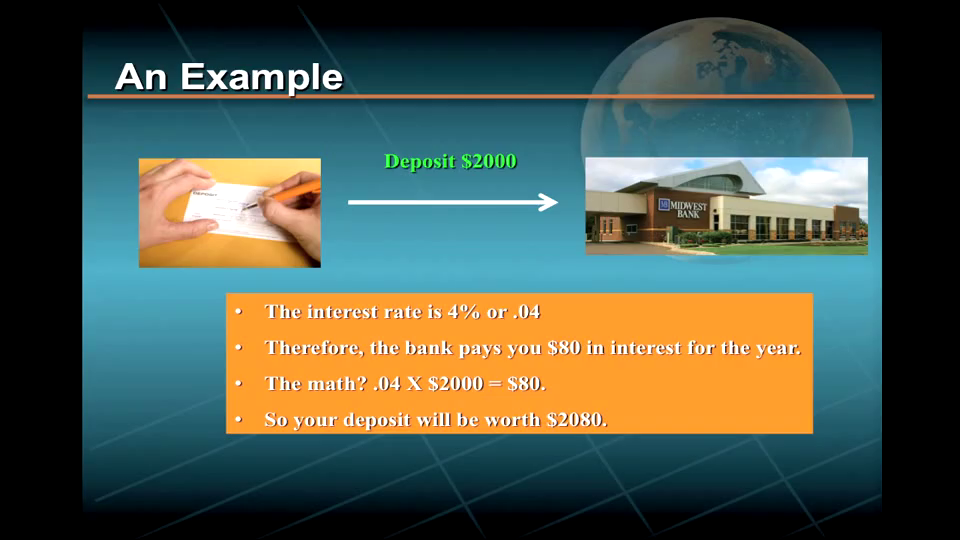 An Example
Deposit $2000
MIDWEST
BANK
• The interest rate is 4% or .04
• Therefore, the bank pays you $80 in interest for the year.
• The math? .04 X $2000 = $80.
• So your deposit will be worth $2080.